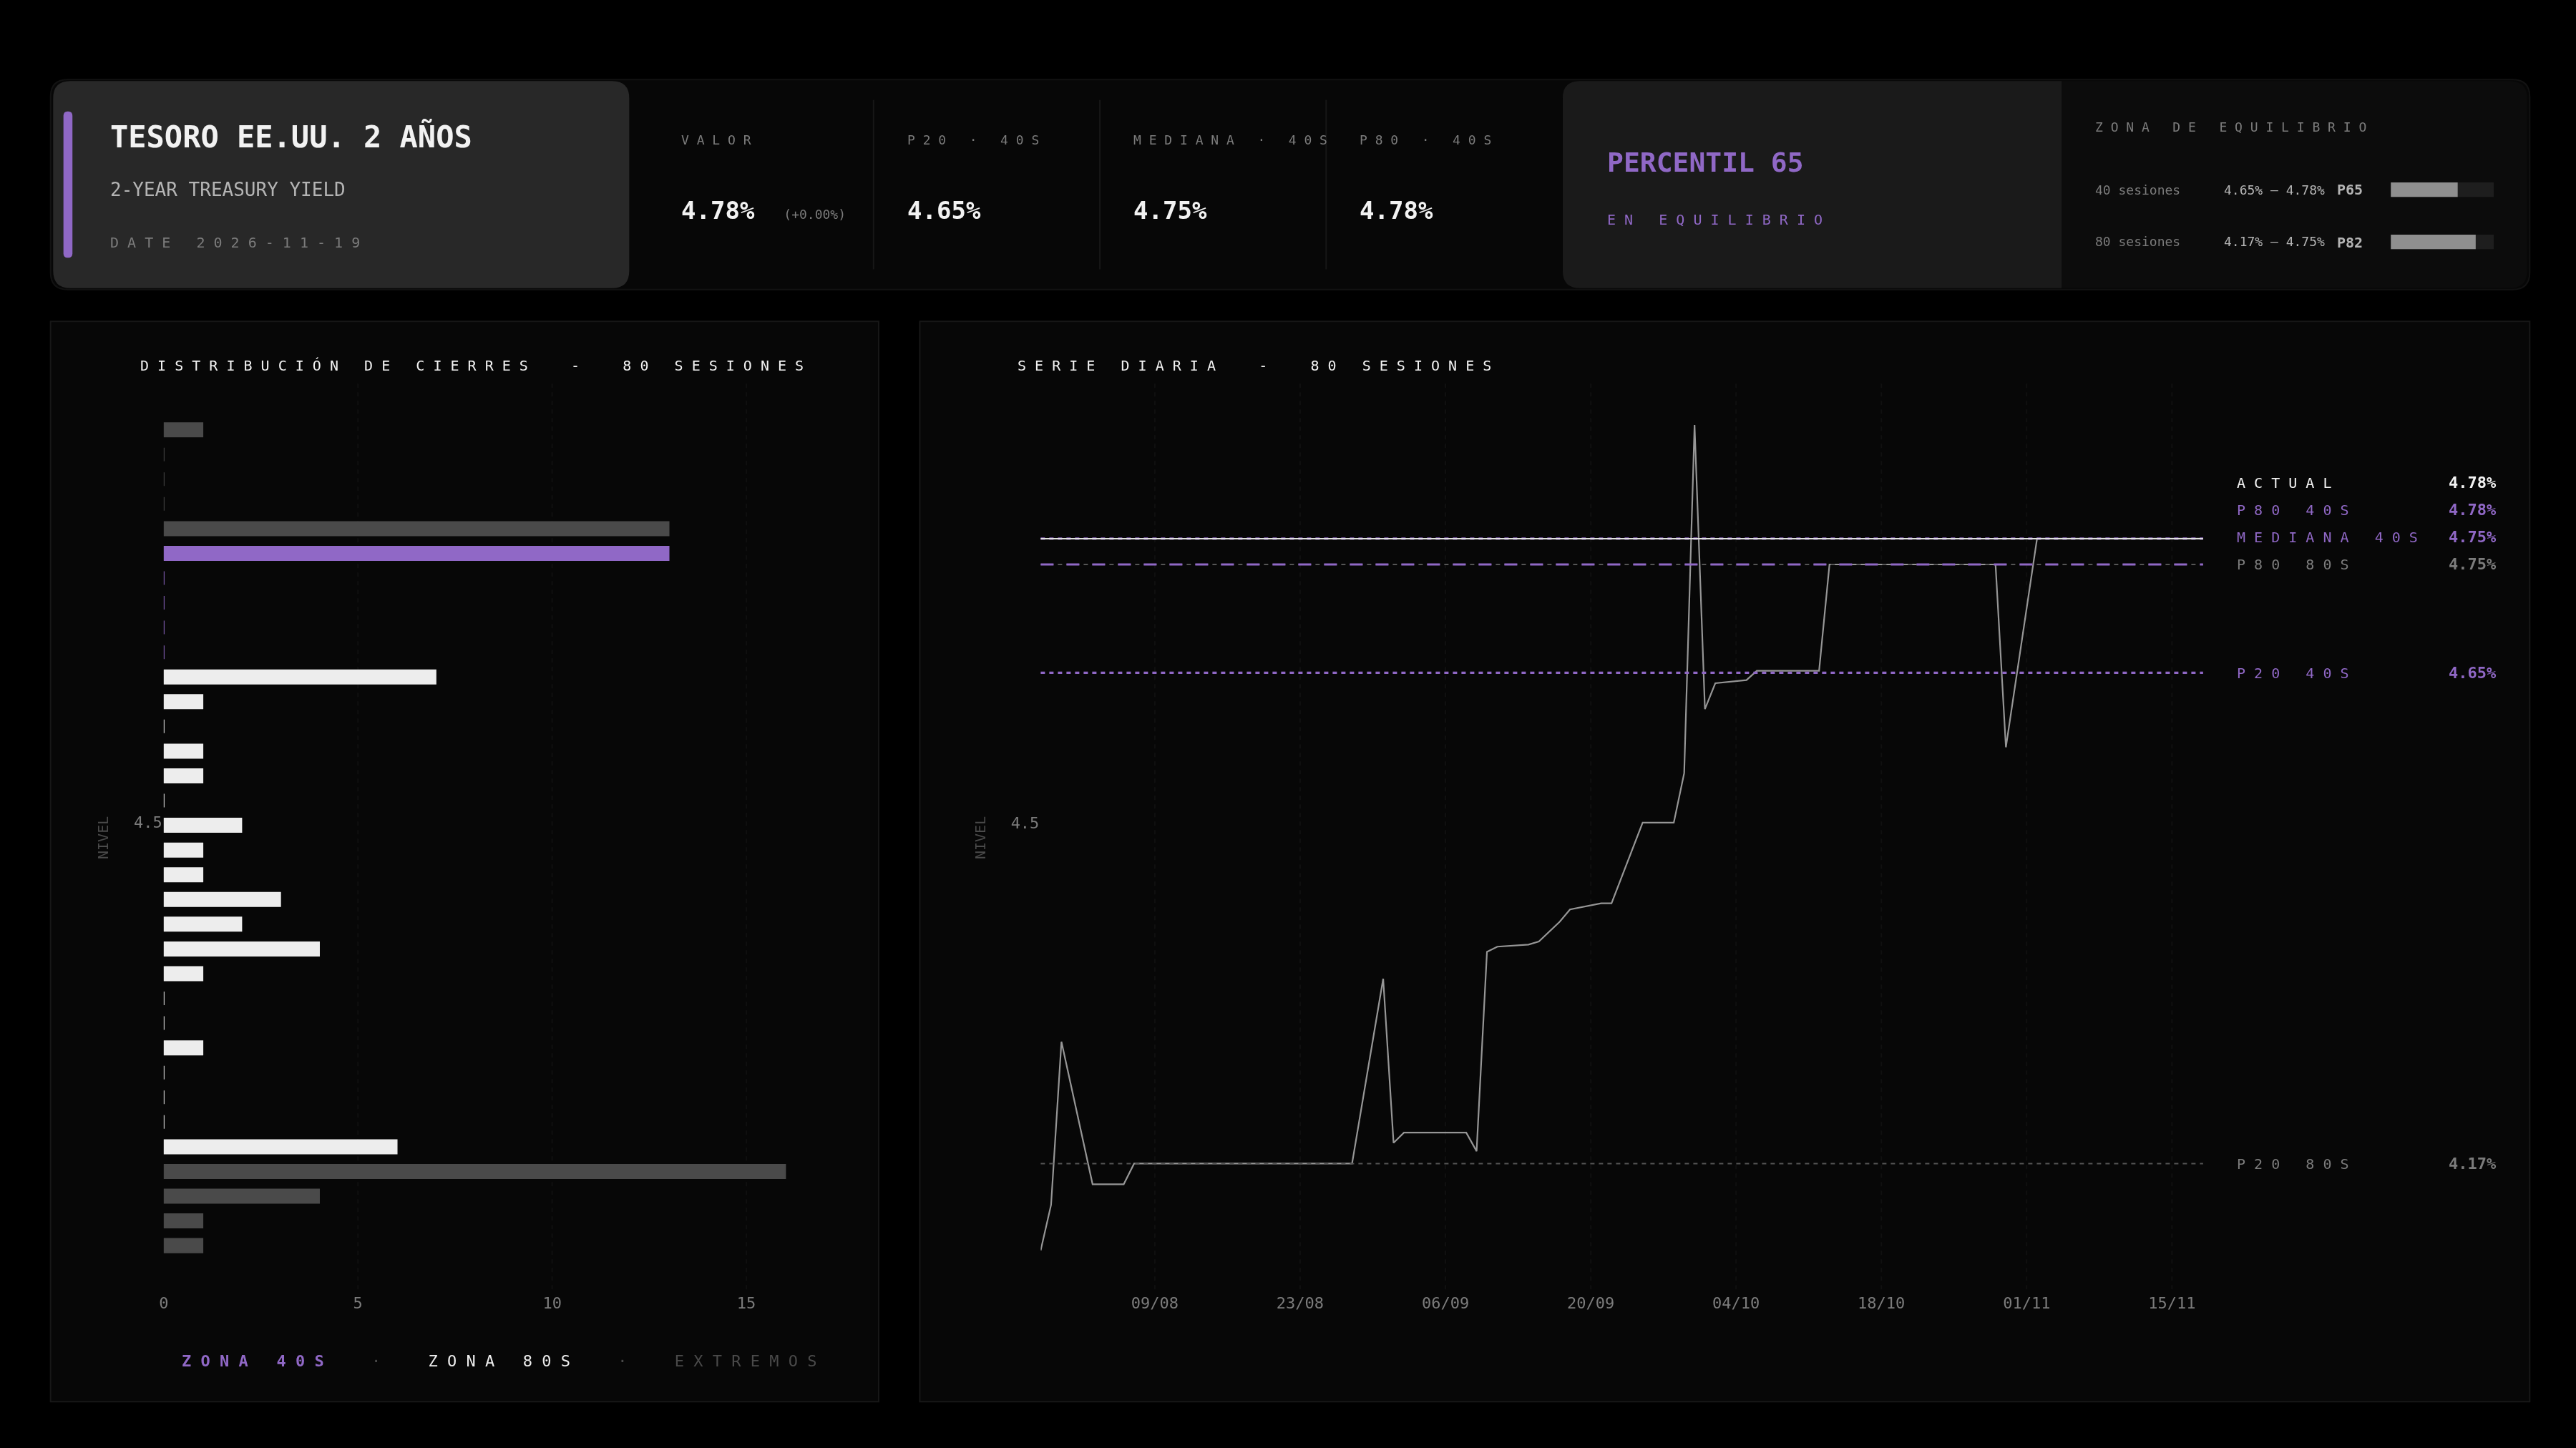 TESORO EE.UU. 2 AÑOS
2-YEAR TREASURY YIELD
DATE 2026-11-19
VALOR
4.78% (+0.00%)
P20 · 40S
4.65%
MEDIANA · 40S
4.75%
P80 · 40S
4.78%
PERCENTIL 65
EN EQUILIBRIO
ZONA DE EQUILIBRIO
40 sesiones 4.65% — 4.78% P65
80 sesiones 4.17% — 4.75% P82
DISTRIBUCIÓN DE CIERRES - 80 SESIONES
NIVEL
4.5
0 5 10 15
ZONA 40S · ZONA 80S · EXTREMOS
SERIE DIARIA - 80 SESIONES
NIVEL
4.5
ACTUAL 4.78%
P80 40S 4.78%
MEDIANA 40S 4.75%
P80 80S 4.75%
P20 40S 4.65%
P20 80S 4.17%
09/08 23/08 06/09 20/09 04/10 18/10 01/11 15/11